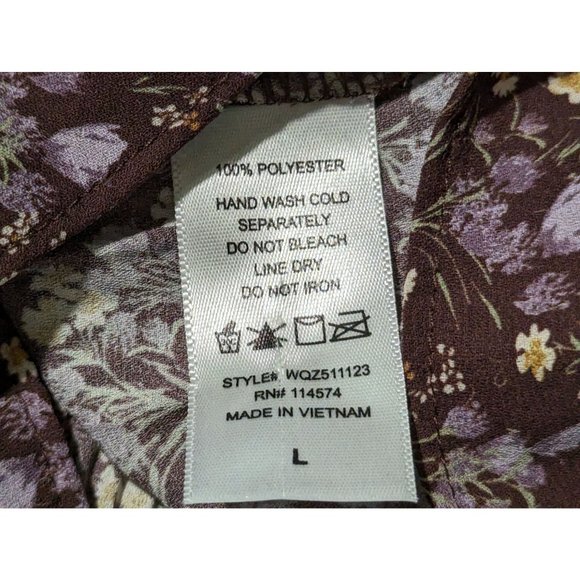 100% POLYESTER
HAND WASH COLD
SEPARATELY
DO NOT BLEACH
LINE DRY
DO NOT IRON
STYLE# WQZ511123
RN# 114574
MADE IN VIETNAM
L